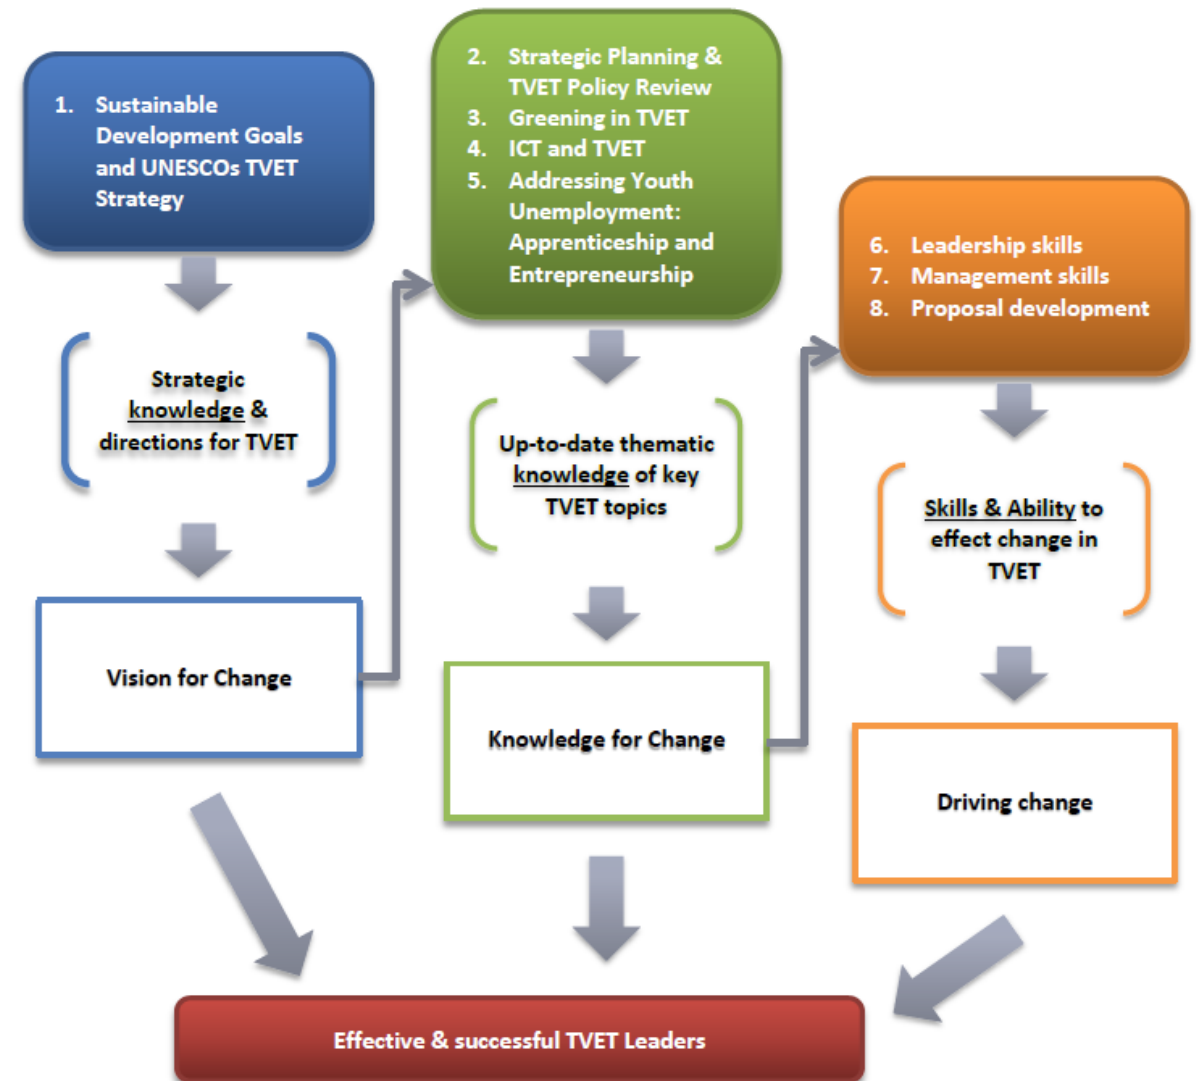 1. Sustainable
Development Goals
and UNESCOs TVET
Strategy
Strategic
knowledge &
directions for TVET
Vision for Change
2. Strategic Planning &
TVET Policy Review
3. Greening in TVET
4. ICT and TVET
5. Addressing Youth
Unemployment:
Apprenticeship and
Entrepreneurship
Up-to-date thematic
knowledge of key
TVET topics
Knowledge for Change
6. Leadership skills
7. Management skills
8. Proposal development
Skills & Ability to
effect change in
TVET
Driving change
Effective & successful TVET Leaders